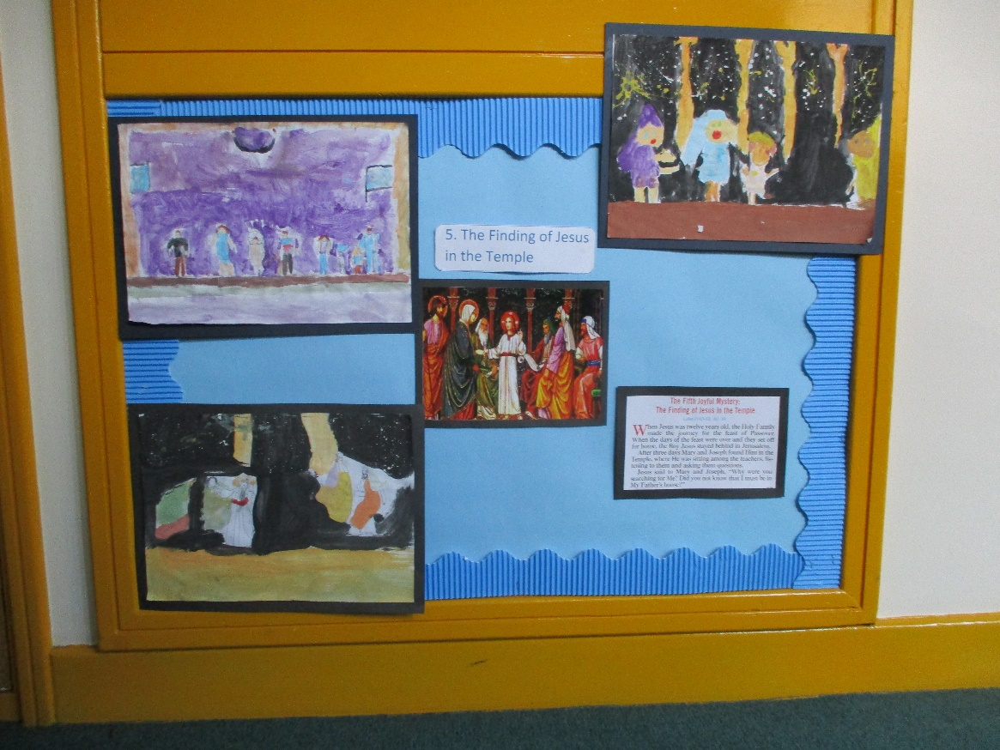 5. The Finding of Jesus
in the Temple
The Fifth Joyful Mystery:
The Finding of Jesus in the Temple
When Jesus was twelve years old, the Holy Family
made the journey for the feast of Passover.
When the days of the feast were over and they set off
for home, the Boy Jesus stayed behind in Jerusalem.
After three days Mary and Joseph found Him in the
Temple, where He was sitting among the teachers, lis-
tening to them and asking them questions.
Jesus said to Mary and Joseph, "Why were you
searching for Me? Did you not know that I must be in
My Father's house?"